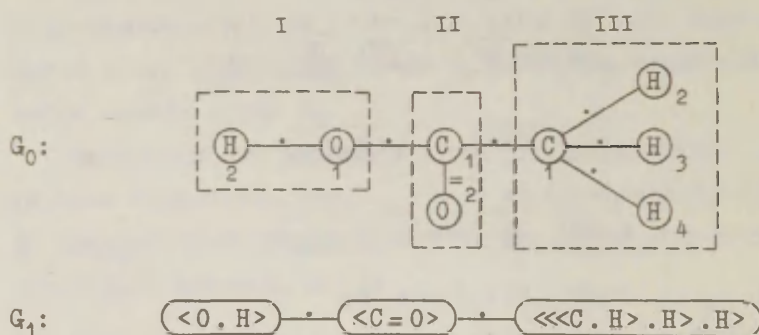 I II III
H 2
G₀: H . O . C 1 . C . H 3
2 1 = 2 1
O H 4
G₁: <O.H> . <C=O> . <<<C.H>.H>.H>